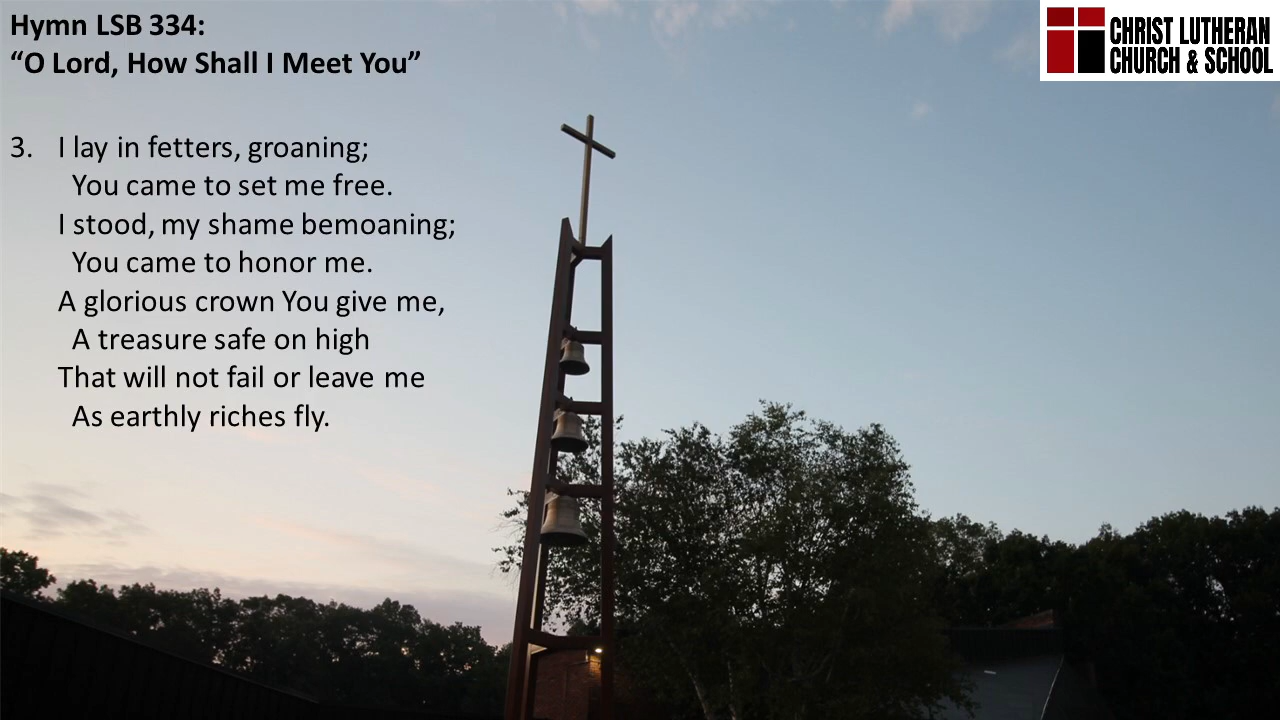 Hymn LSB 334:
“O Lord, How Shall I Meet You”
3. I lay in fetters, groaning;
You came to set me free.
I stood, my shame bemoaning;
You came to honor me.
A glorious crown You give me,
A treasure safe on high
That will not fail or leave me
As earthly riches fly.
CHRIST LUTHERAN
CHURCH & SCHOOL